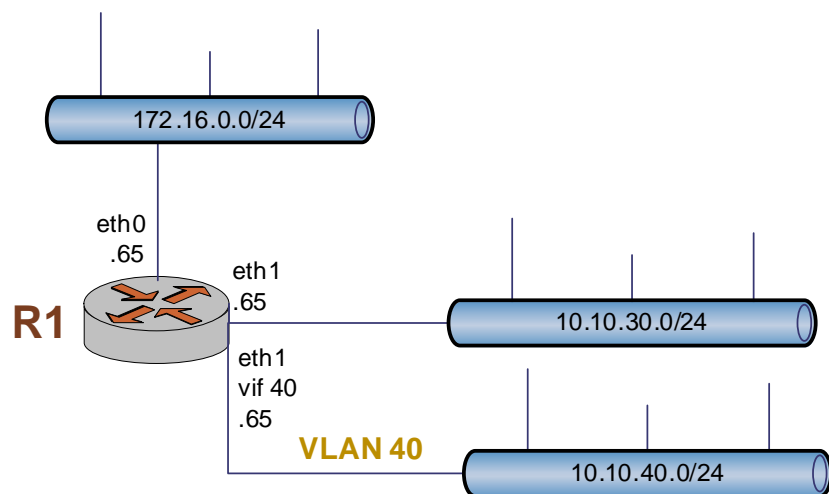 172.16.0.0/24
eth0
.65
eth1
.65
R1
10.10.30.0/24
eth1
vif 40
.65
VLAN 40
10.10.40.0/24